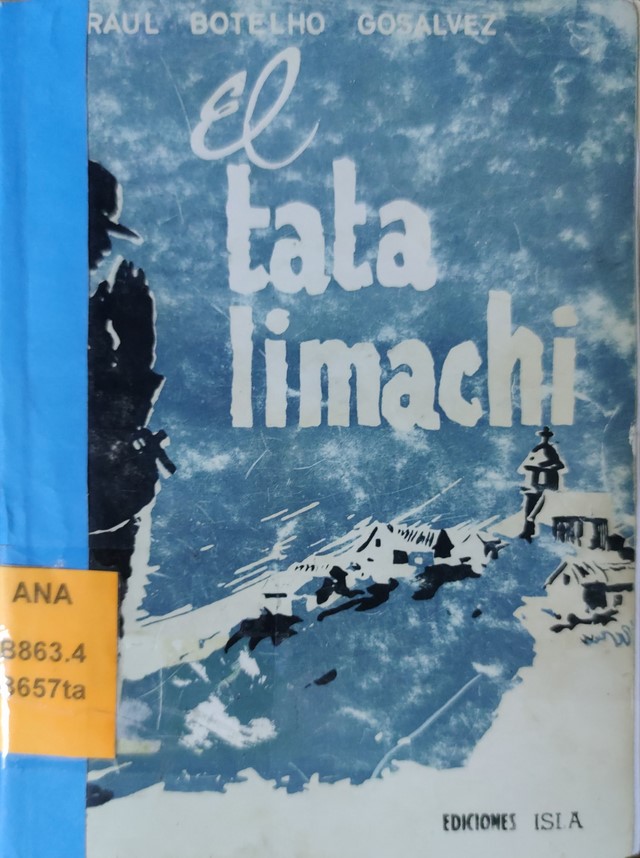 RAUL BOTELHO GOSALVEZ
El
tata
limachi
ANA
B863.4
B657ta
EDICIONES ISLA